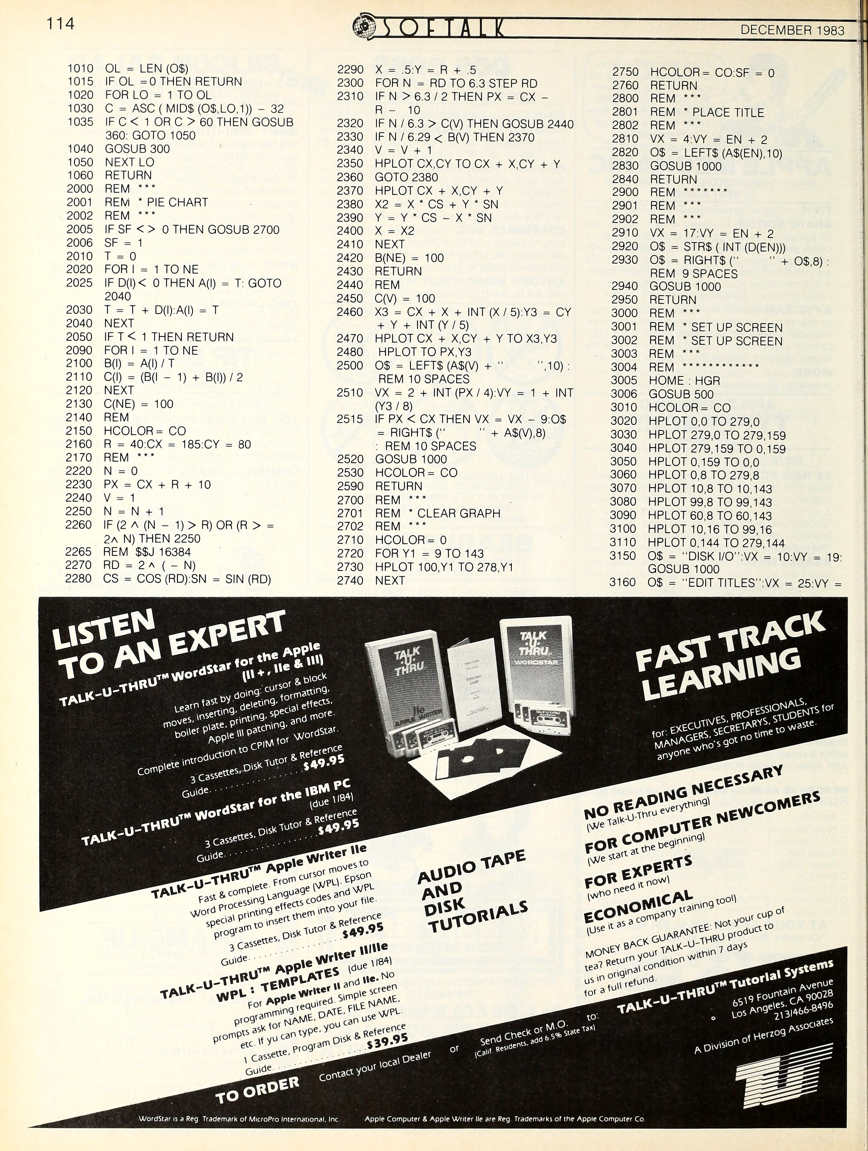 114
SOFTALK
DECEMBER 1983
1010 OL = LEN (O$)
1015 IF OL =0 THEN RETURN
1020 FOR LO = 1 TO OL
1030 C = ASC ( MID$ (O$,LO,1)) - 32
1035 IF C < 1 OR C > 60 THEN GOSUB
360: GOTO 1050
1040 GOSUB 300
1050 NEXT LO
1060 RETURN
2000 REM ***
2001 REM * PIE CHART
2002 REM ***
2005 IF SF <> 0 THEN GOSUB 2700
2006 SF = 1
2010 T = 0
2020 FOR I = 1 TO NE
2025 IF D(I)< 0 THEN A(I) = T: GOTO
2040
2030 T = T + D(I):A(I) = T
2040 NEXT
2050 IF T < 1 THEN RETURN
2090 FOR I = 1 TO NE
2100 B(I) = A(I) / T
2110 C(I) = (B(I - 1) + B(I)) / 2
2120 NEXT
2130 C(NE) = 100
2140 REM
2150 HCOLOR= CO
2160 R = 40:CX = 185:CY = 80
2170 REM ***
2220 N = 0
2230 PX = CX + R + 10
2240 V = 1
2250 N = N + 1
2260 IF (2 ∧ (N - 1) > R) OR (R > =
2∧ N) THEN 2250
2265 REM $$J 16384
2270 RD = 2 ∧ ( - N)
2280 CS = COS (RD):SN = SIN (RD)
2290 X = .5:Y = R + .5
2300 FOR N = RD TO 6.3 STEP RD
2310 IF N > 6.3 / 2 THEN PX = CX -
R - 10
2320 IF N / 6.3 > C(V) THEN GOSUB 2440
2330 IF N / 6.29 < B(V) THEN 2370
2340 V = V + 1
2350 HPLOT CX,CY TO CX + X,CY + Y
2360 GOTO 2380
2370 HPLOT CX + X,CY + Y
2380 X2 = X * CS + Y * SN
2390 Y = Y * CS - X * SN
2400 X = X2
2410 NEXT
2420 B(NE) = 100
2430 RETURN
2440 REM
2450 C(V) = 100
2460 X3 = CX + X + INT (X / 5):Y3 = CY
+ Y + INT (Y / 5)
2470 HPLOT CX + X,CY + Y TO X3,Y3
2480 HPLOT TO PX,Y3
2500 O$ = LEFT$ (A$(V) + "          ",10) :
REM 10 SPACES
2510 VX = 2 + INT (PX / 4):VY = 1 + INT
(Y3 / 8)
2515 IF PX < CX THEN VX = VX - 9:O$
= RIGHT$ ("          " + A$(V),8)
: REM 10 SPACES
2520 GOSUB 1000
2530 HCOLOR= CO
2590 RETURN
2700 REM ***
2701 REM * CLEAR GRAPH
2702 REM ***
2710 HCOLOR= 0
2720 FOR Y1 = 9 TO 143
2730 HPLOT 100,Y1 TO 278,Y1
2740 NEXT
2750 HCOLOR= CO:SF = 0
2760 RETURN
2800 REM ***
2801 REM * PLACE TITLE
2802 REM ***
2810 VX = 4:VY = EN + 2
2820 O$ = LEFT$ (A$(EN),10)
2830 GOSUB 1000
2840 RETURN
2900 REM *******
2901 REM ***
2902 REM ***
2910 VX = 17:VY = EN + 2
2920 O$ = STR$ ( INT (D(EN)))
2930 O$ = RIGHT$ ("         " + O$,8) :
REM 9 SPACES
2940 GOSUB 1000
2950 RETURN
3000 REM ***
3001 REM * SET UP SCREEN
3002 REM * SET UP SCREEN
3003 REM ***
3004 REM ************
3005 HOME : HGR
3006 GOSUB 500
3010 HCOLOR= CO
3020 HPLOT 0,0 TO 279,0
3030 HPLOT 279,0 TO 279,159
3040 HPLOT 279,159 TO 0,159
3050 HPLOT 0,159 TO 0,0
3060 HPLOT 0,8 TO 279,8
3070 HPLOT 10,8 TO 10,143
3080 HPLOT 99,8 TO 99,143
3090 HPLOT 60,8 TO 60,143
3100 HPLOT 10,16 TO 99,16
3110 HPLOT 0,144 TO 279,144
3150 O$ = "DISK I/O":VX = 10:VY = 19:
GOSUB 1000
3160 O$ = "EDIT TITLES":VX = 25:VY =
LISTEN
TO AN EXPERT
TALK-U-THRU™ WordStar for the Apple
(II +, IIe & III)
Learn fast by doing: cursor & block
moves, inserting, deleting, formatting,
boiler plate, printing, special effects,
Apple III patching, and more.
Complete introduction to CPIM for WordStar.
3 Cassettes, Disk Tutor & Reference
Guide. . . . . . . . . . . . . . . . . . . $49.95
TALK-U-THRU™ WordStar for the IBM PC
(due 1/84)
3 Cassettes, Disk Tutor & Reference
Guide. . . . . . . . . . . . . . . . $49.95
TALK-U-THRU™ Apple Writer IIe
Fast & complete. From cursor moves to
Word Processing Language (WPL). Epson
special printing effects codes and WPL
program to insert them into your file.
3 Cassettes, Disk Tutor & Reference
Guide. . . . . . . . . . . . . . . . $49.95
TALK-U-THRU™ Apple Writer II/IIe
WPL : TEMPLATES (due 1/84)
For Apple Writer II and IIe. No
programming required. Simple screen
prompts ask for NAME, DATE, FILE NAME,
etc. If you can type, you can use WPL.
1 Cassette, Program Disk & Reference
Guide. . . . . . . . . . . . . . . . . $39.95
TALK
·U·
THRU
IIe
APPLE WRITER
TALK
·U·
THRU
WORDSTAR
AUDIO TAPE
AND
DISK
TUTORIALS
FAST TRACK
LEARNING
for: EXECUTIVES, PROFESSIONALS,
MANAGERS, SECRETARYS, STUDENTS for
anyone who's got no time to waste.
NO READING NECESSARY
(We Talk-U-Thru everything)
FOR COMPUTER NEWCOMERS
(We start at the beginning)
FOR EXPERTS
(who need it now)
ECONOMICAL
(Use it as a company training tool)
MONEY BACK GUARANTEE: Not your cup of
tea? Return your TALK-U-THRU product to
us in original condition within 7 days
for a full refund.
TO ORDER
Contact your local Dealer
or
Send Check or M.O. to:
(Calif. Residents, add 6.5% State Tax)
TALK-U-THRU™ Tutorial Systems
6519 Fountain Avenue
Los Angeles, CA 90028
213I466-8496
A Division of Herzog Associates
WordStar is a Reg. Trademark of MicroPro International, Inc.
Apple Computer & Apple Writer IIe are Reg. Trademarks of the Apple Computer Co.